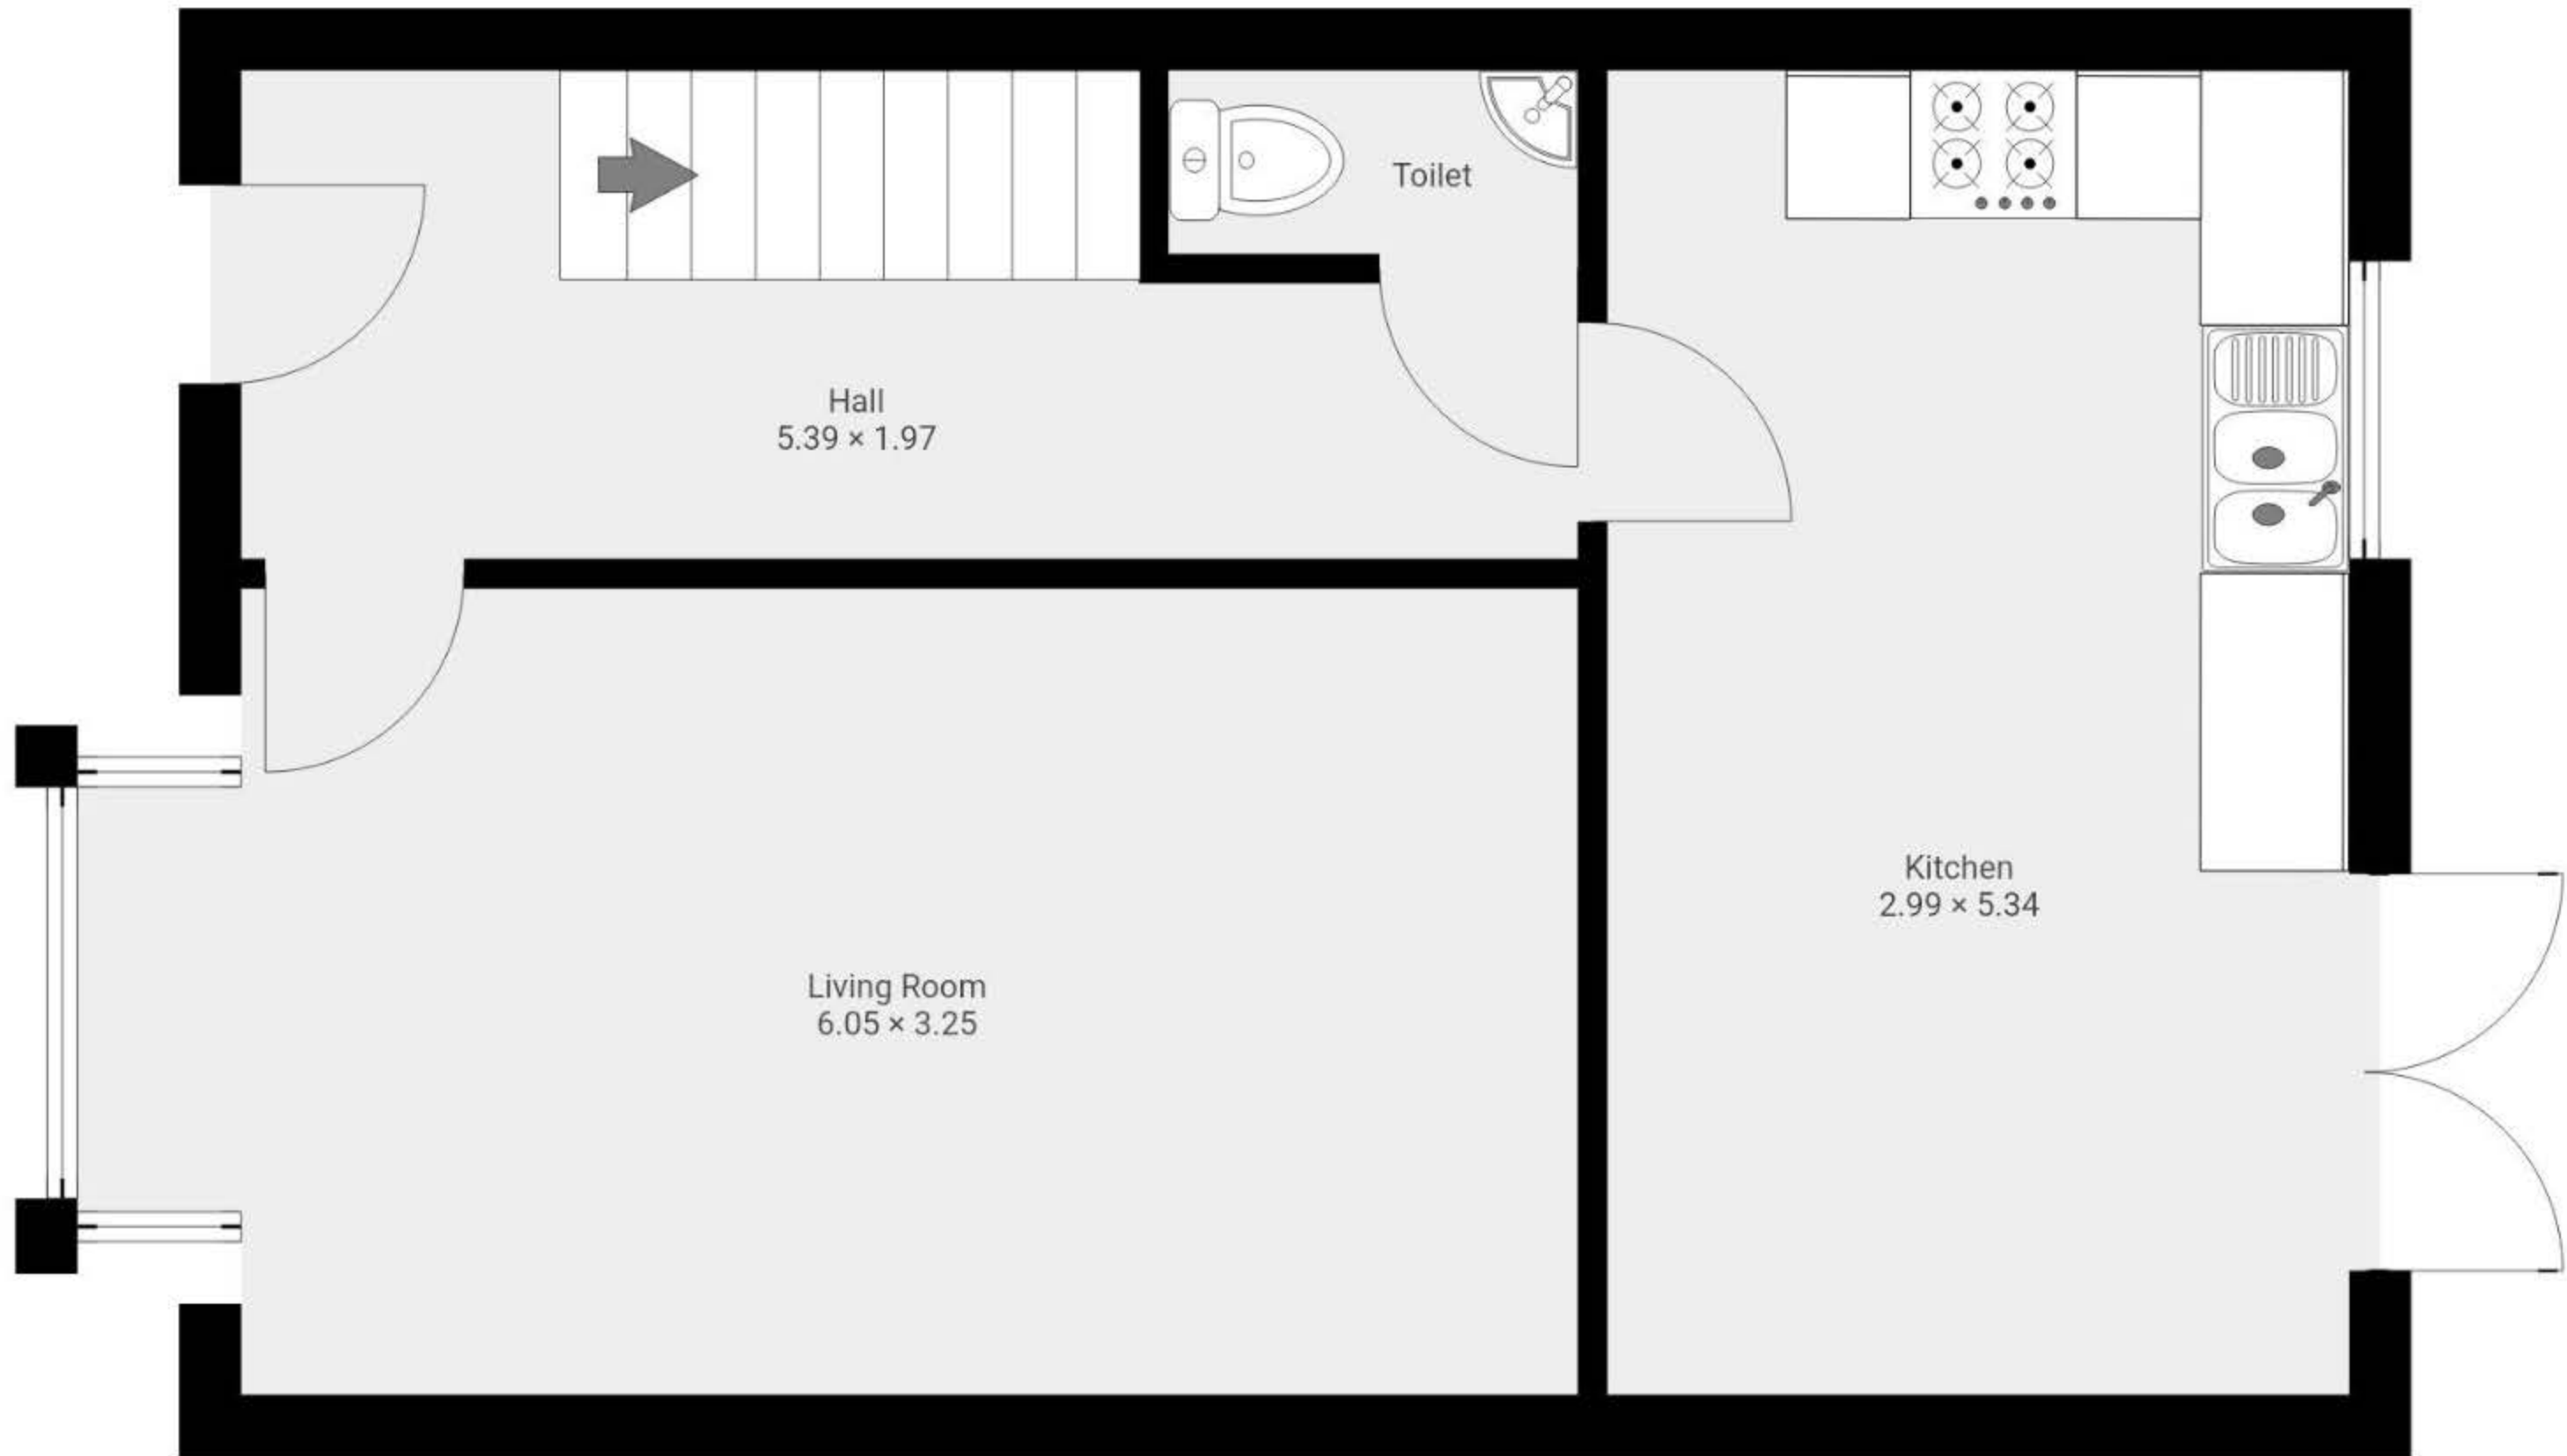 Toilet
Hall
5.39 × 1.97
Kitchen
2.99 × 5.34
Living Room
6.05 × 3.25